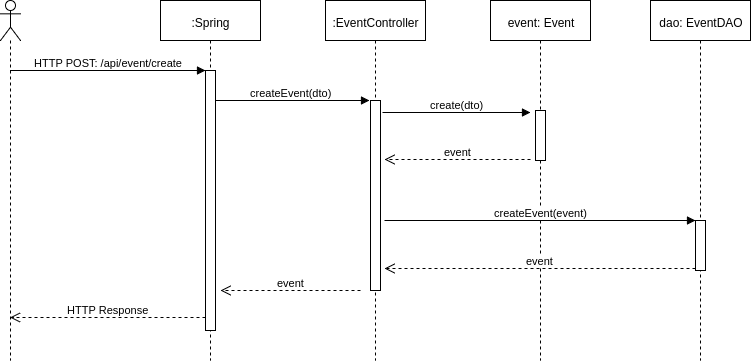 :Spring
:EventController
event: Event
dao: EventDAO
HTTP POST: /api/event/create
createEvent(dto)
create(dto)
event
createEvent(event)
event
event
HTTP Response